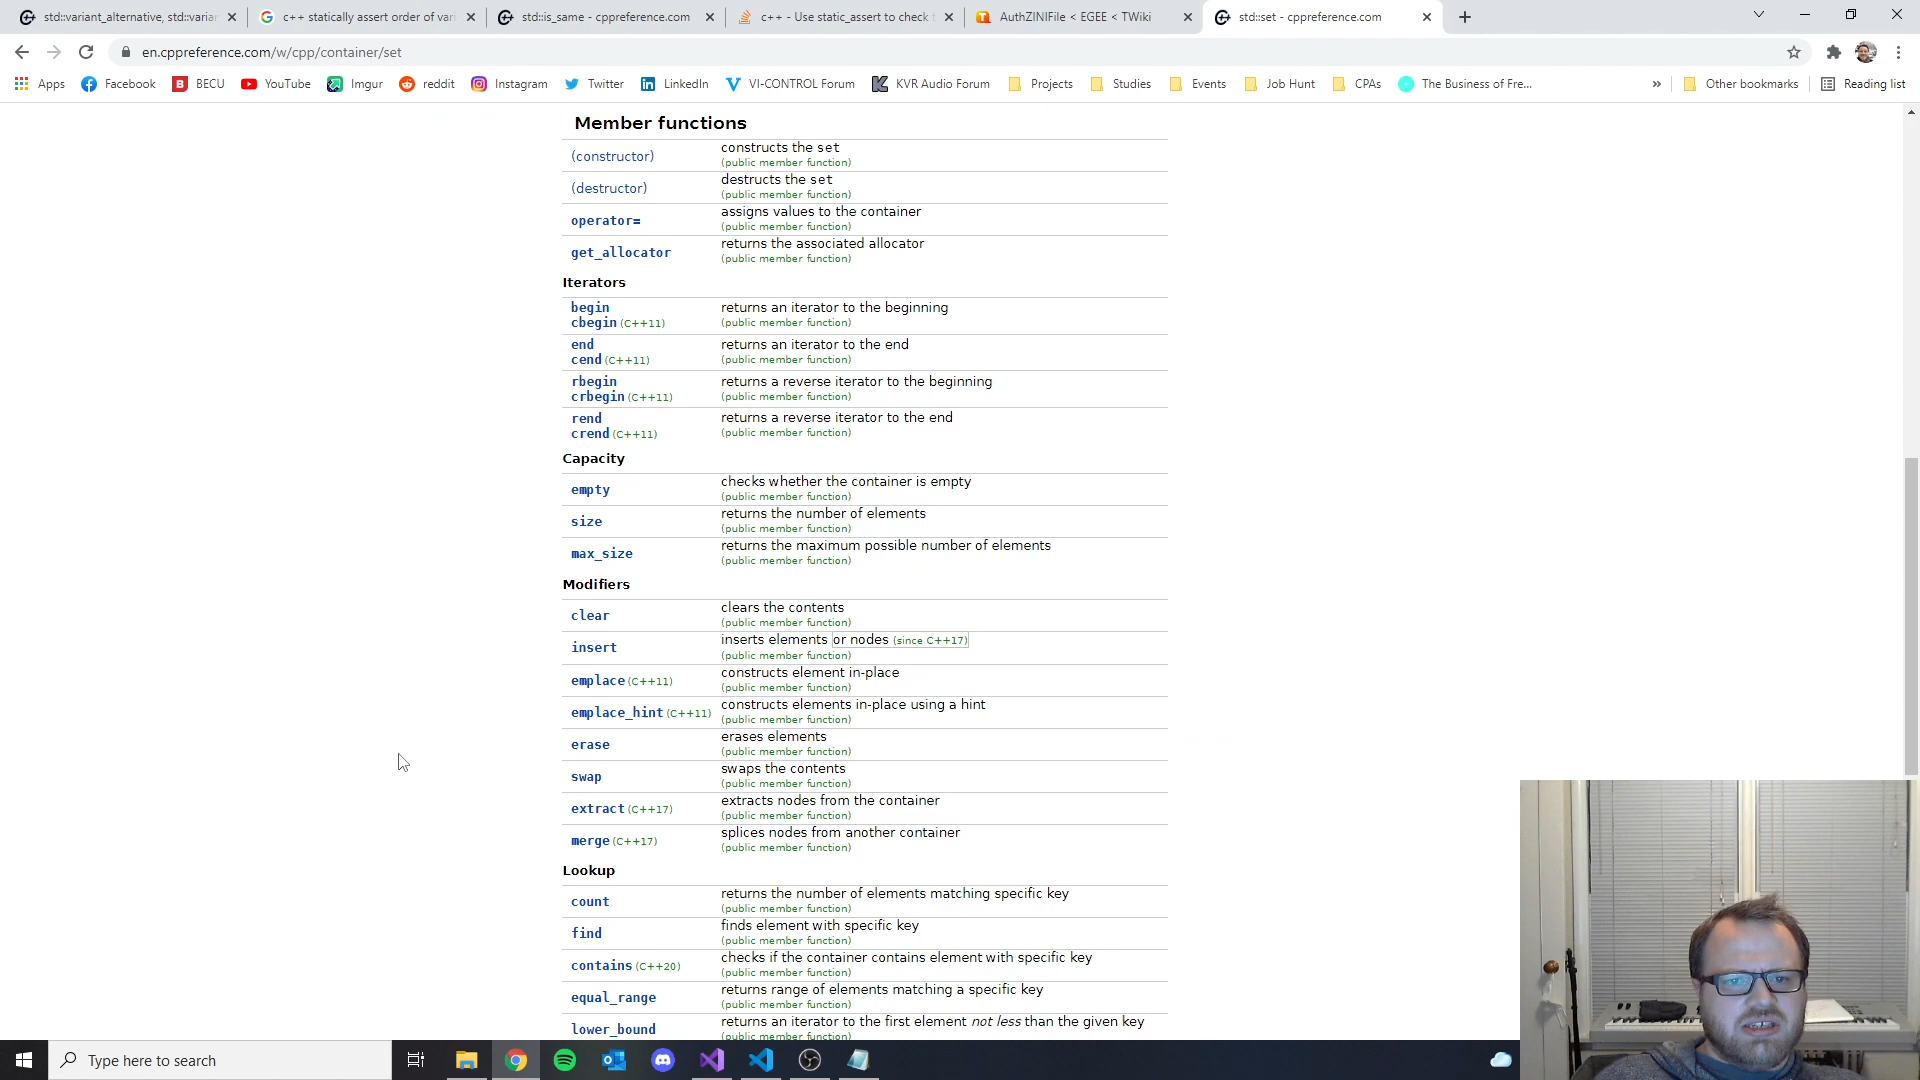 std::variant_alternative, std::varian
c++ statically assert order of vari
std::is_same - cppreference.com
c++ - Use static_assert to check t
AuthZINIFile < EGEE < TWiki
std::set - cppreference.com
en.cppreference.com/w/cpp/container/set
Apps
Facebook
BECU
YouTube
Imgur
reddit
Instagram
Twitter
LinkedIn
VI-CONTROL Forum
KVR Audio Forum
Projects
Studies
Events
Job Hunt
CPAs
The Business of Fre...
»
Other bookmarks
Reading list
Member functions
(constructor) constructs the set
(public member function)
(destructor) destructs the set
(public member function)
operator= assigns values to the container
(public member function)
get_allocator returns the associated allocator
(public member function)
Iterators
begin returns an iterator to the beginning
cbegin (C++11) (public member function)
end returns an iterator to the end
cend (C++11) (public member function)
rbegin returns a reverse iterator to the beginning
crbegin (C++11) (public member function)
rend returns a reverse iterator to the end
crend (C++11) (public member function)
Capacity
empty checks whether the container is empty
(public member function)
size returns the number of elements
(public member function)
max_size returns the maximum possible number of elements
(public member function)
Modifiers
clear clears the contents
(public member function)
insert inserts elements or nodes (since C++17)
(public member function)
emplace (C++11) constructs element in-place
(public member function)
emplace_hint (C++11) constructs elements in-place using a hint
(public member function)
erase erases elements
(public member function)
swap swaps the contents
(public member function)
extract (C++17) extracts nodes from the container
(public member function)
merge (C++17) splices nodes from another container
(public member function)
Lookup
count returns the number of elements matching specific key
(public member function)
find finds element with specific key
(public member function)
contains (C++20) checks if the container contains element with specific key
(public member function)
equal_range returns range of elements matching a specific key
(public member function)
lower_bound returns an iterator to the first element not less than the given key
(public member function)
Type here to search